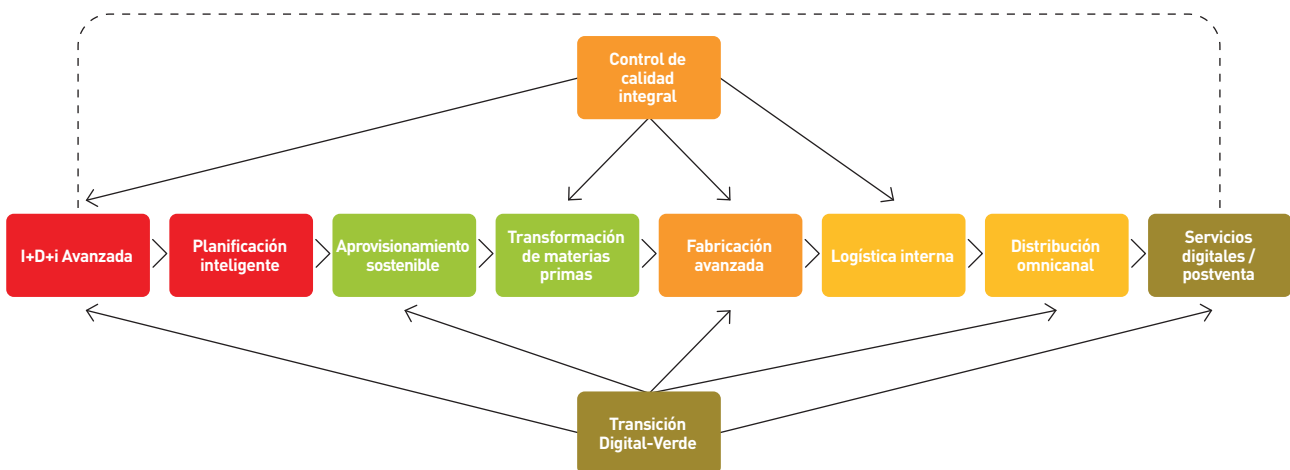 Control de
calidad
integral
I+D+i Avanzada
Planificación
inteligente
Aprovisionamiento
sostenible
Transformación
de materias
primas
Fabricación
avanzada
Logística interna
Distribución
omnicanal
Servicios
digitales /
postventa
Transición
Digital-Verde